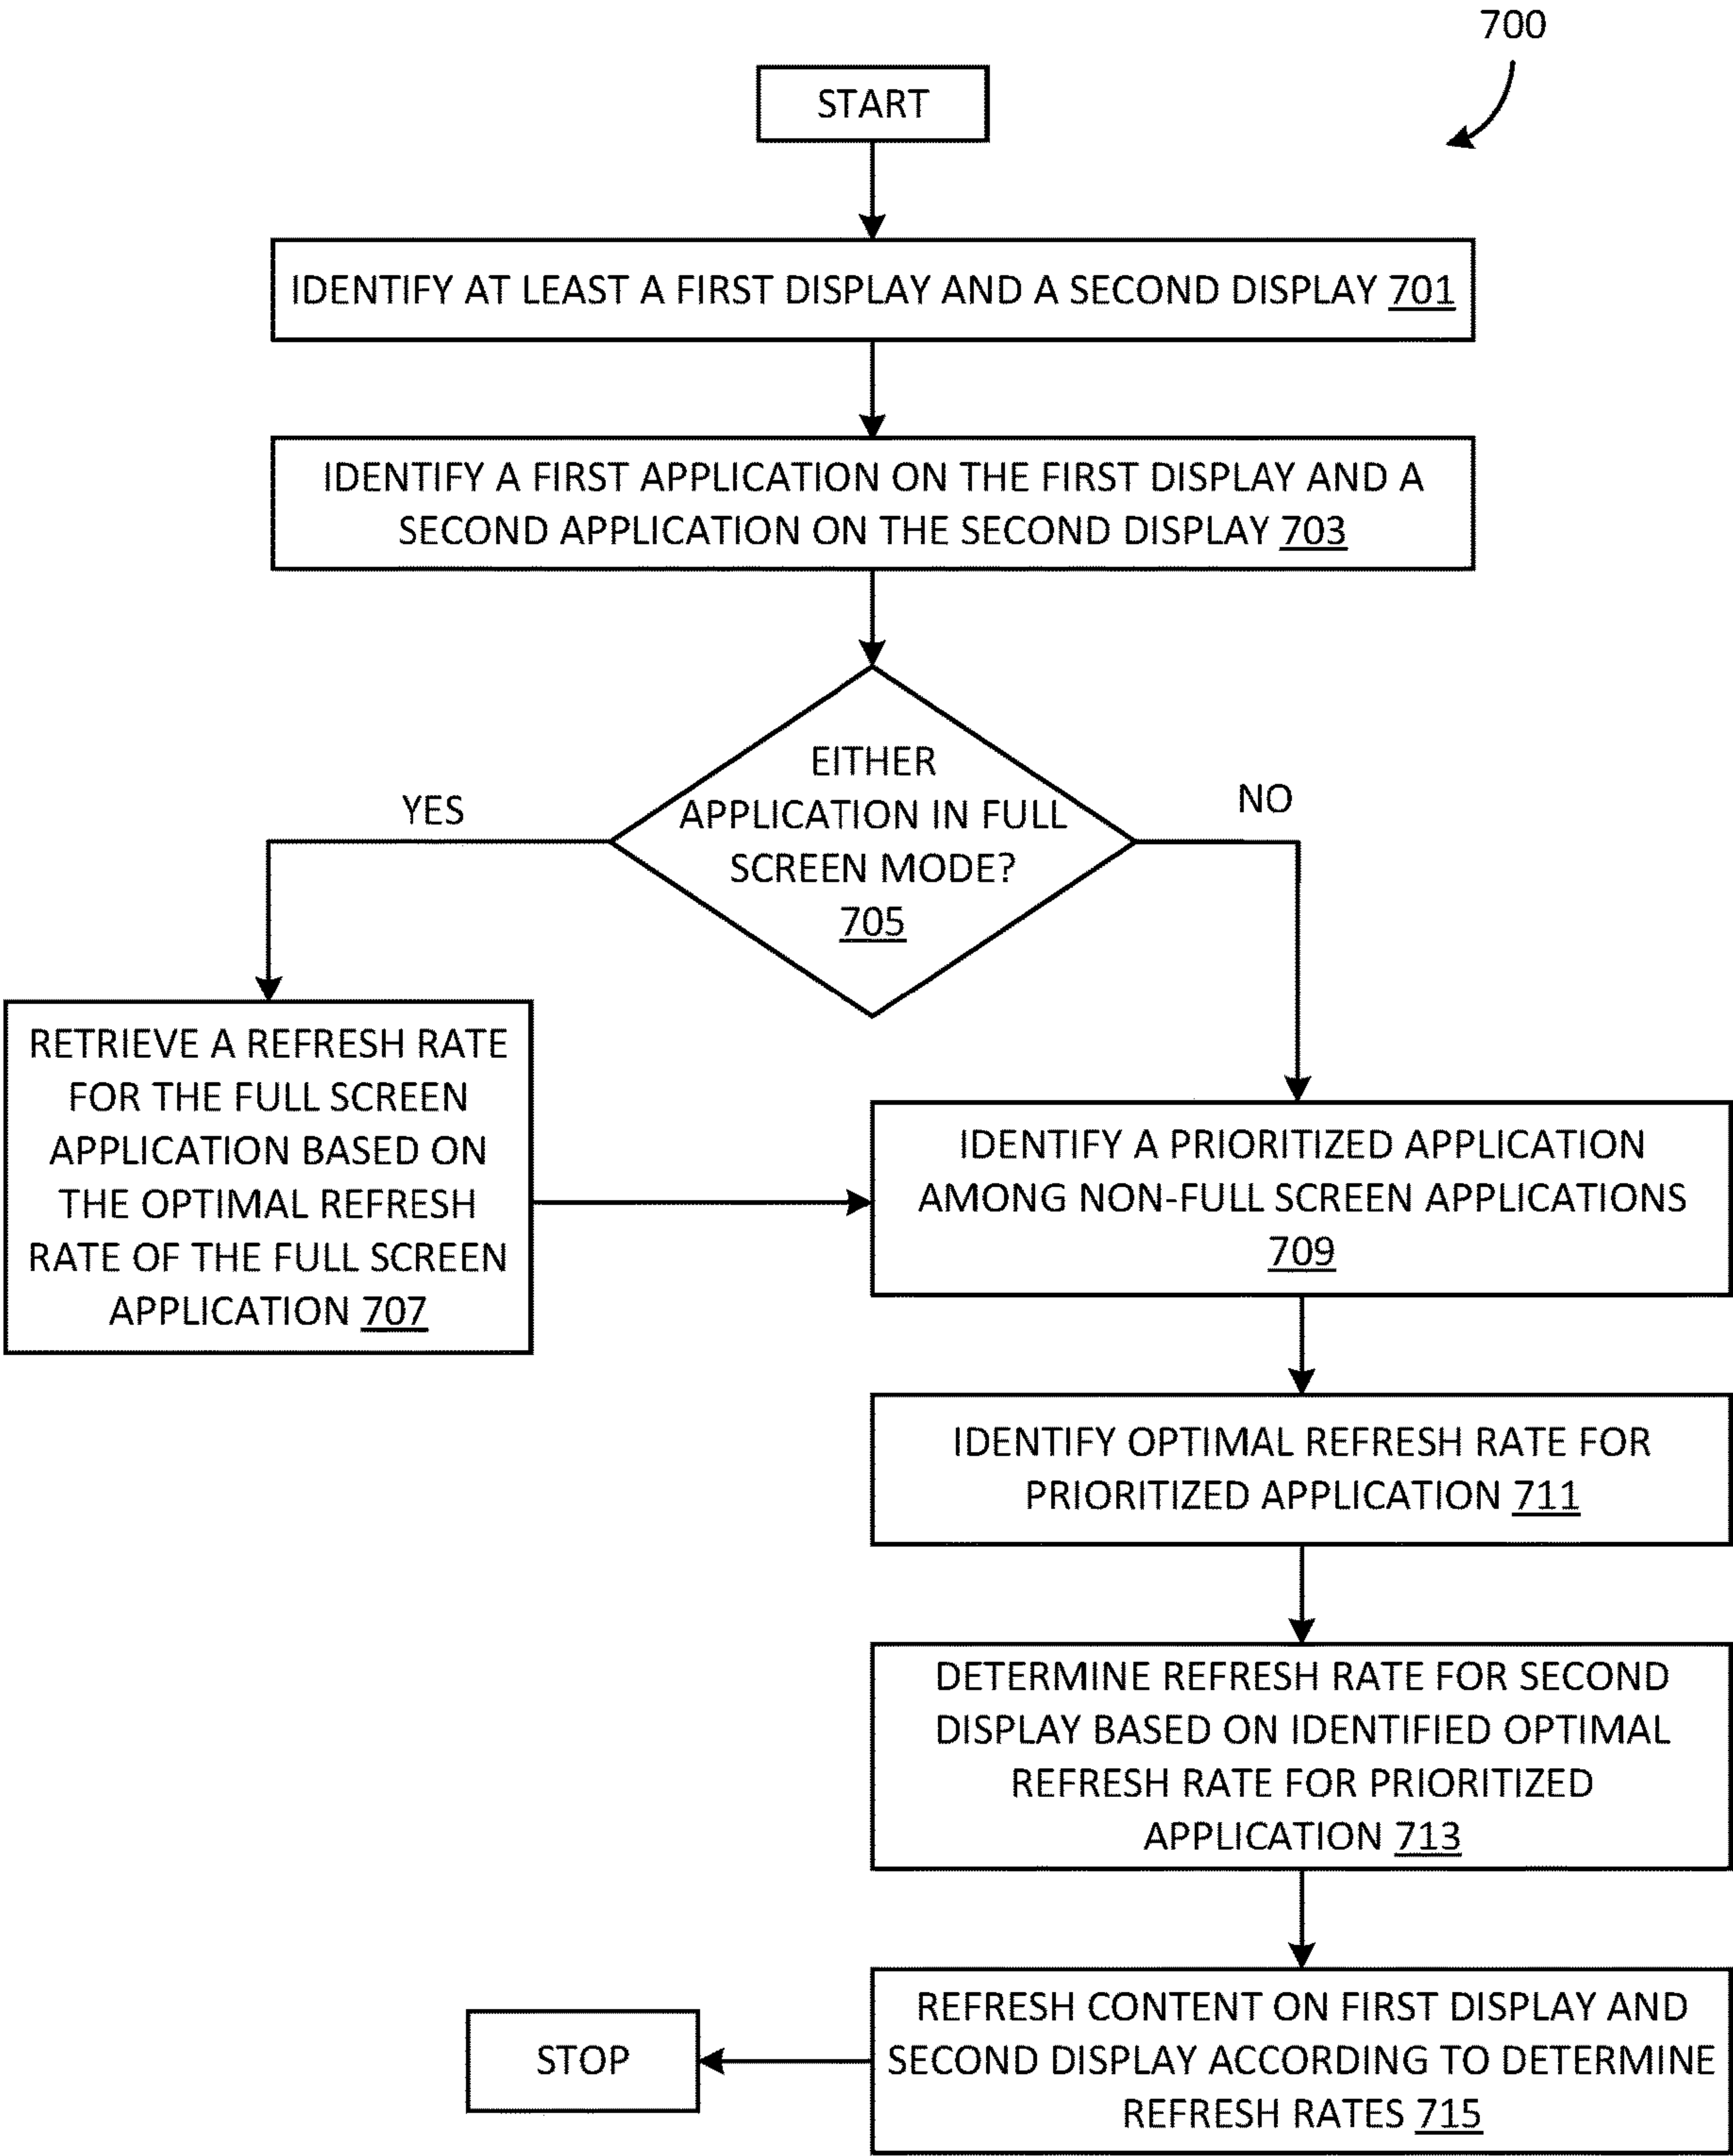 700
START
IDENTIFY AT LEAST A FIRST DISPLAY AND A SECOND DISPLAY 701
IDENTIFY A FIRST APPLICATION ON THE FIRST DISPLAY AND A
SECOND APPLICATION ON THE SECOND DISPLAY 703
EITHER
APPLICATION IN FULL
SCREEN MODE?
705
YES
NO
RETRIEVE A REFRESH RATE
FOR THE FULL SCREEN
APPLICATION BASED ON
THE OPTIMAL REFRESH
RATE OF THE FULL SCREEN
APPLICATION 707
IDENTIFY A PRIORITIZED APPLICATION
AMONG NON-FULL SCREEN APPLICATIONS
709
IDENTIFY OPTIMAL REFRESH RATE FOR
PRIORITIZED APPLICATION 711
DETERMINE REFRESH RATE FOR SECOND
DISPLAY BASED ON IDENTIFIED OPTIMAL
REFRESH RATE FOR PRIORITIZED
APPLICATION 713
REFRESH CONTENT ON FIRST DISPLAY AND
SECOND DISPLAY ACCORDING TO DETERMINE
REFRESH RATES 715
STOP